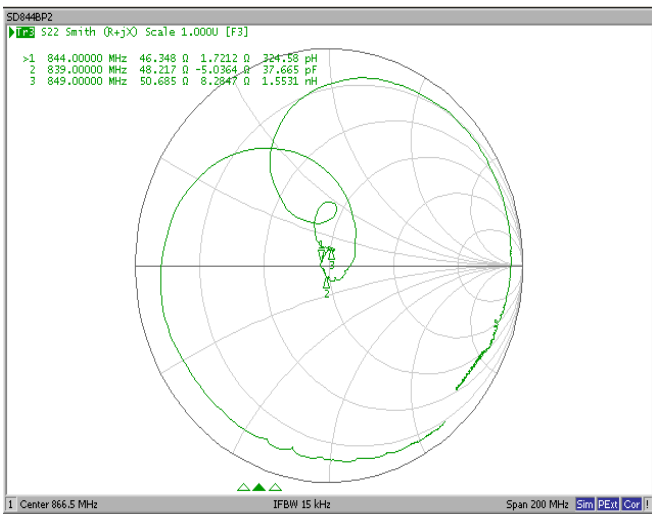 SD844BP2
Tr3 S22 Smith (R+jX) Scale 1.000U [F3]
>1 844.00000 MHz 46.348 Ω 1.7212 Ω 324.58 pH
2 839.00000 MHz 48.217 Ω -5.0364 Ω 37.665 pF
3 849.00000 MHz 50.685 Ω 8.2847 Ω 1.5531 nH
3
2
1 Center 866.5 MHz IFBW 15 kHz Span 200 MHz Sim PExt Cor !